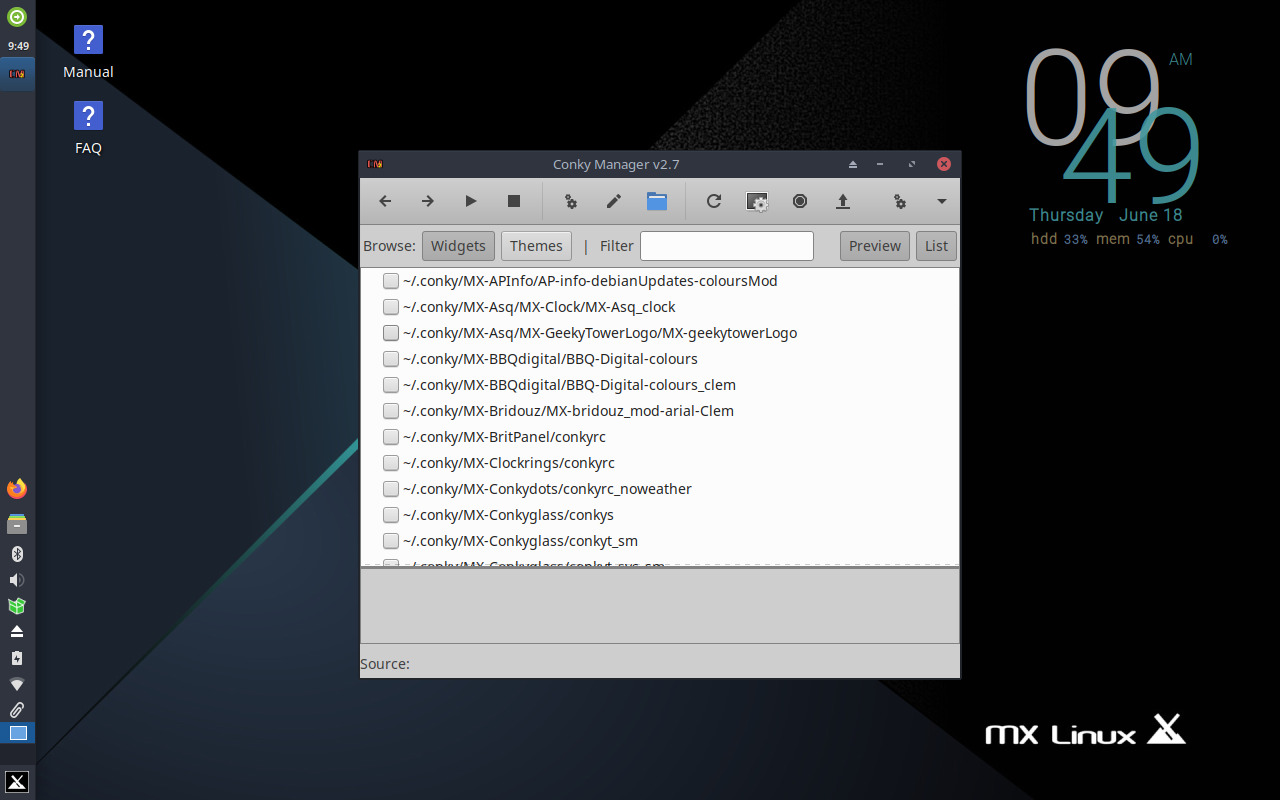 9:49
Manual
FAQ
09 AM
49
Thursday June 18
hdd 33% mem 54% cpu 0%
Conky Manager v2.7
Browse: Widgets Themes | Filter Preview List
~/.conky/MX-APInfo/AP-info-debianUpdates-coloursMod
~/.conky/MX-Asq/MX-Clock/MX-Asq_clock
~/.conky/MX-Asq/MX-GeekyTowerLogo/MX-geekytowerLogo
~/.conky/MX-BBQdigital/BBQ-Digital-colours
~/.conky/MX-BBQdigital/BBQ-Digital-colours_clem
~/.conky/MX-Bridouz/MX-bridouz_mod-arial-Clem
~/.conky/MX-BritPanel/conkyrc
~/.conky/MX-Clockrings/conkyrc
~/.conky/MX-Conkydots/conkyrc_noweather
~/.conky/MX-Conkyglass/conkys
~/.conky/MX-Conkyglass/conkyt_sm
Source:
MX Linux